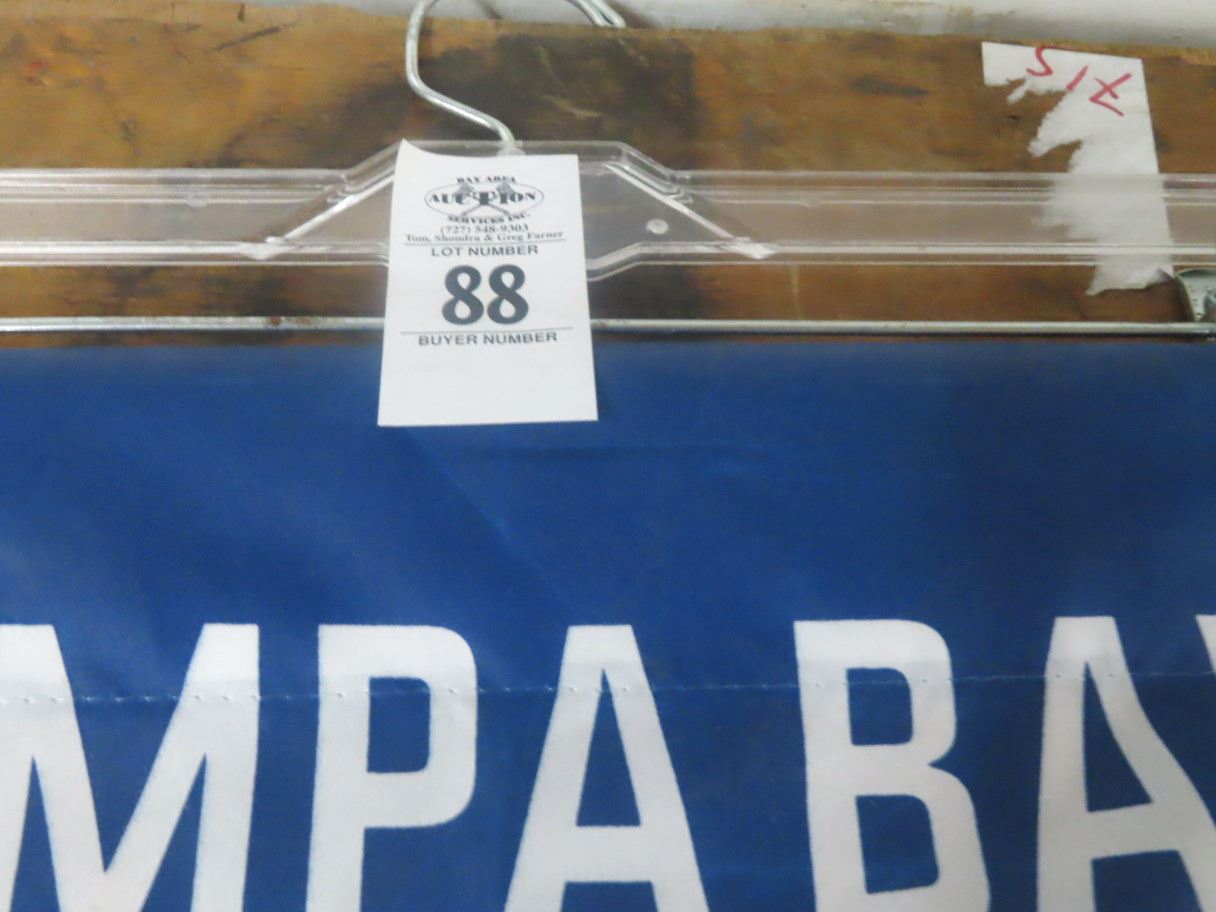 SIX
BAY AREA
AUCTION
SERVICES INC.
(727) 548-9303
Tom, Shondra & Greg Farner
LOT NUMBER
88
BUYER NUMBER
MPA BA